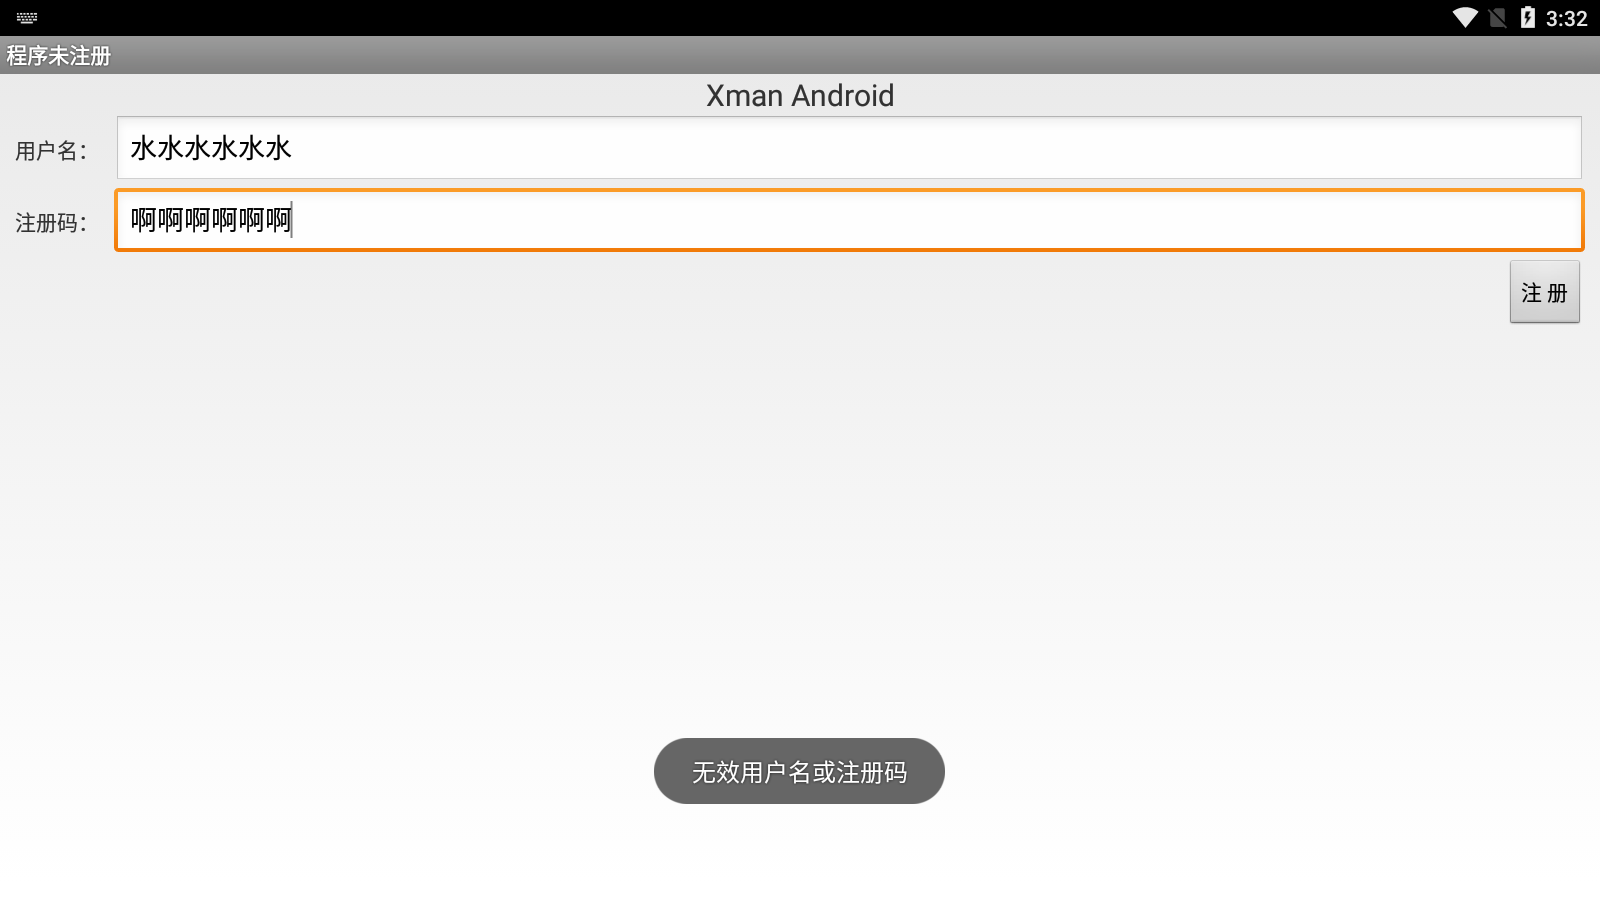 3:32
程序未注册
Xman Android
用户名：
水水水水水水
注册码：
啊啊啊啊啊啊
注 册
无效用户名或注册码